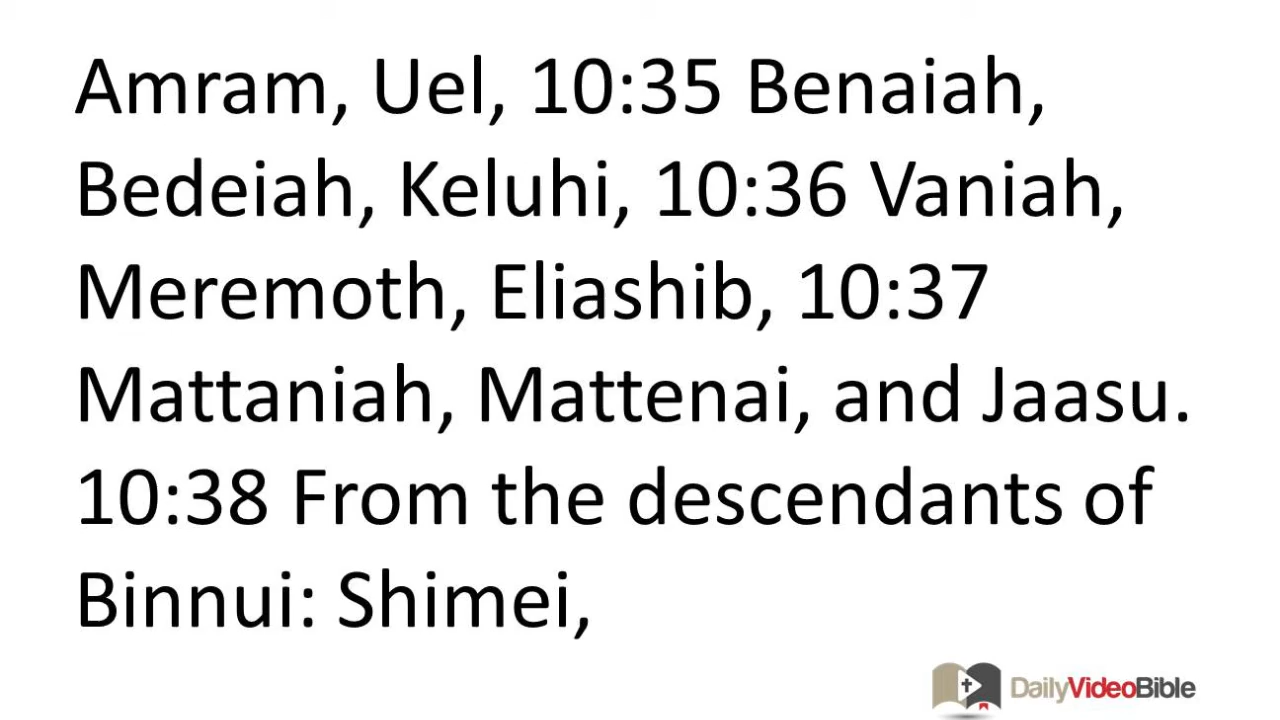 Amram, Uel, 10:35 Benaiah,
Bedeiah, Keluhi, 10:36 Vaniah,
Meremoth, Eliashib, 10:37
Mattaniah, Mattenai, and Jaasu.
10:38 From the descendants of
Binnui: Shimei,
DailyVideoBible